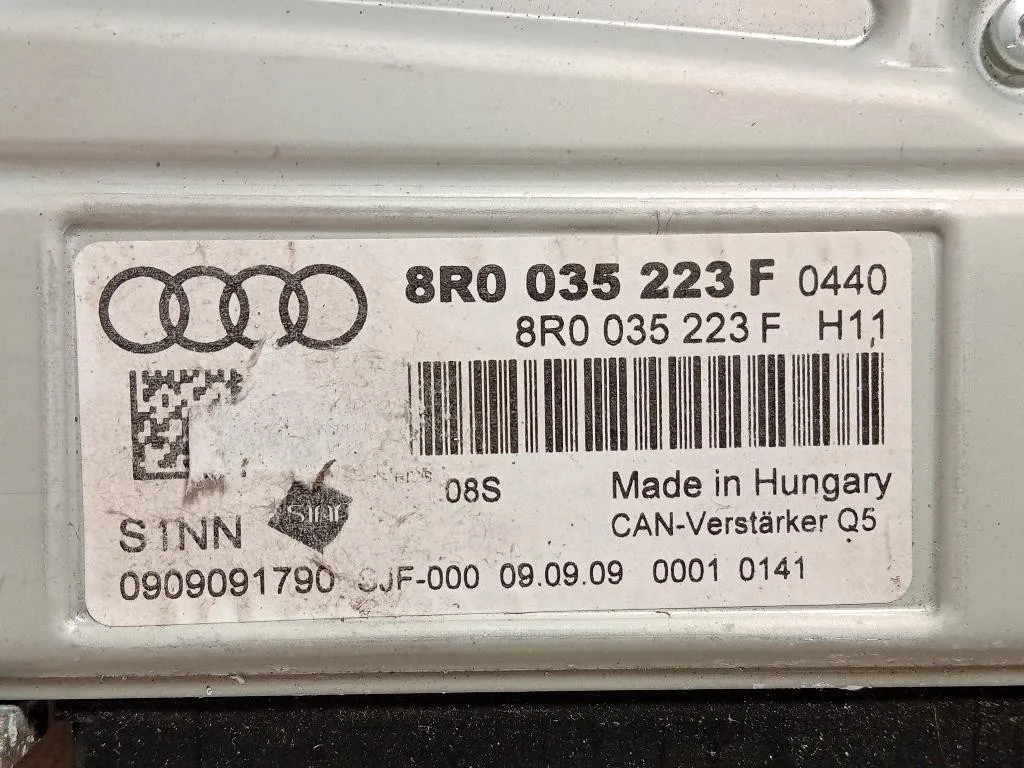 8R0 035 223 F 0440
8R0 035 223 F H11
08S
Made in Hungary
CAN-Verstärker Q5
S1NN
S1NN
0909091790 SJF-000 09.09.09 0001 0141